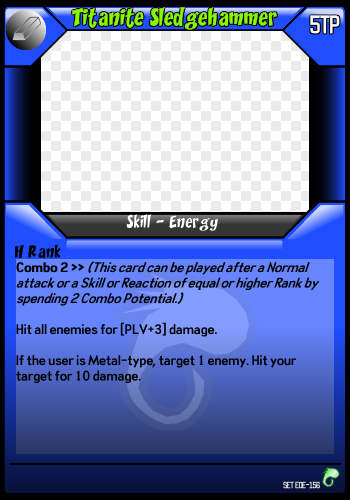 Titanite Sledgehammer
5TP
Skill - Energy
H Rank
Combo 2 >> (This card can be played after a Normal
attack or a Skill or Reaction of equal or higher Rank by
spending 2 Combo Potential.)
Hit all enemies for [PLV+3] damage.
If the user is Metal-type, target 1 enemy. Hit your
target for 10 damage.
SET EDE-156